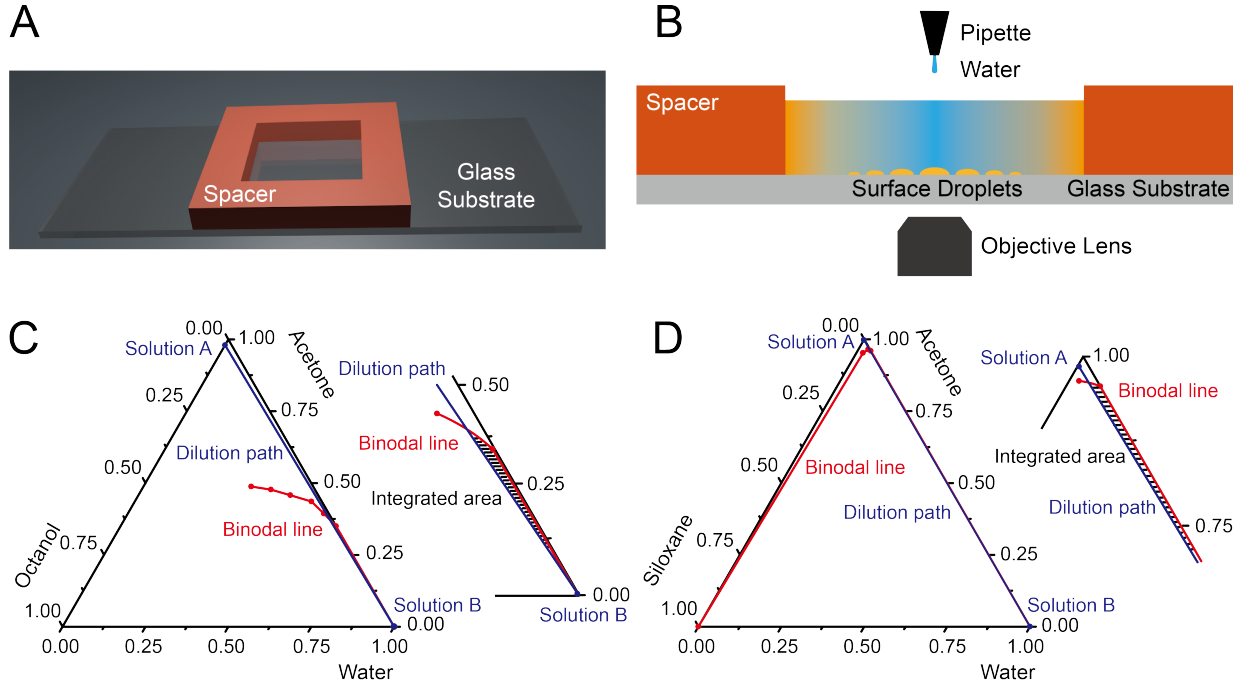 A
Spacer
Glass
Substrate
B
Pipette
Water
Spacer
Surface Droplets
Glass Substrate
Objective Lens
C
0.00
1.00
Acetone
Solution A
0.25
0.75
Dilution path
0.50
0.50
Binodal line
Octanol
0.75
0.25
1.00
Solution B
0.00
0.00
0.25
0.50
0.75
1.00
Water
Dilution path
0.50
Binodal line
0.25
Integrated area
0.00
Solution B
D
0.00
1.00
Acetone
Solution A
0.25
0.75
Binodal line
0.50
0.50
Dilution path
Siloxane
0.75
0.25
1.00
Solution B
0.00
0.00
0.25
0.50
0.75
1.00
Water
Solution A
1.00
Binodal line
Integrated area
Dilution path
0.75